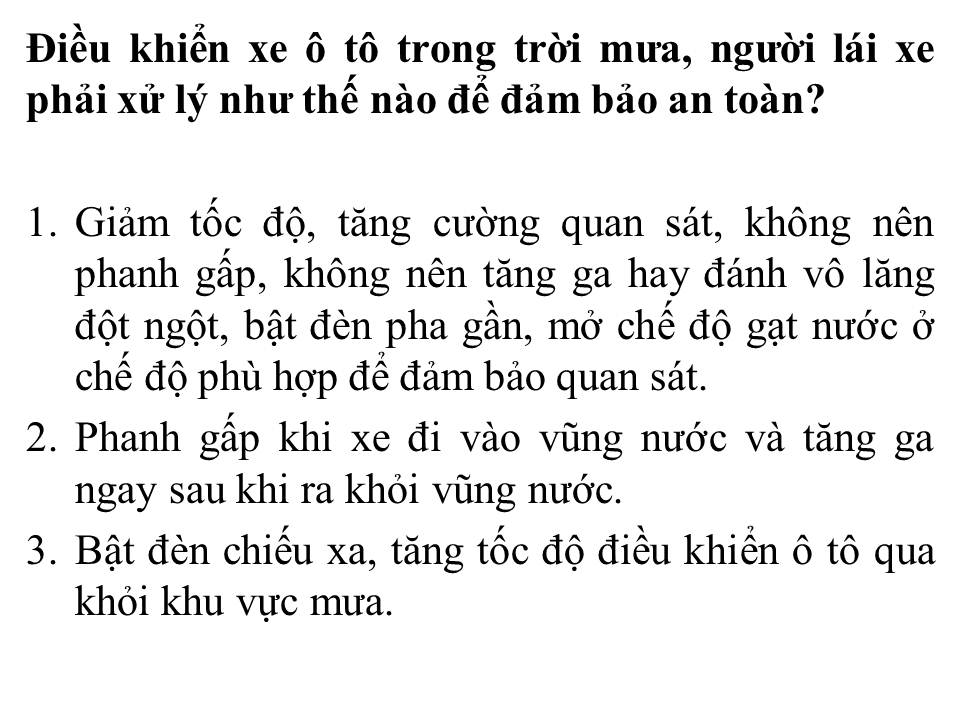 Điều khiển xe ô tô trong trời mưa, người lái xe
phải xử lý như thế nào để đảm bảo an toàn?
1. Giảm tốc độ, tăng cường quan sát, không nên
phanh gấp, không nên tăng ga hay đánh vô lăng
đột ngột, bật đèn pha gần, mở chế độ gạt nước ở
chế độ phù hợp để đảm bảo quan sát.
2. Phanh gấp khi xe đi vào vũng nước và tăng ga
ngay sau khi ra khỏi vũng nước.
3. Bật đèn chiếu xa, tăng tốc độ điều khiển ô tô qua
khỏi khu vực mưa.